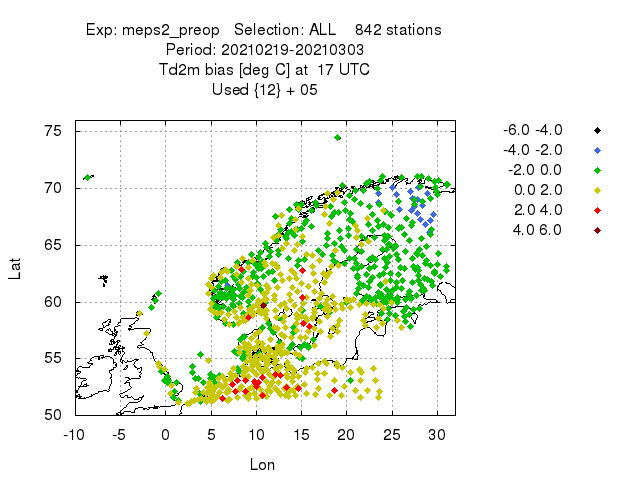 Exp: meps2_preop   Selection: ALL    842 stations
Period: 20210219-20210303
Td2m bias [deg C] at  17 UTC
Used {12} + 05
-6.0 -4.0
-4.0 -2.0
-2.0 0.0
0.0 2.0
2.0 4.0
4.0 6.0
75
70
65
60
55
50
Lat
-10 -5 0 5 10 15 20 25 30
Lon